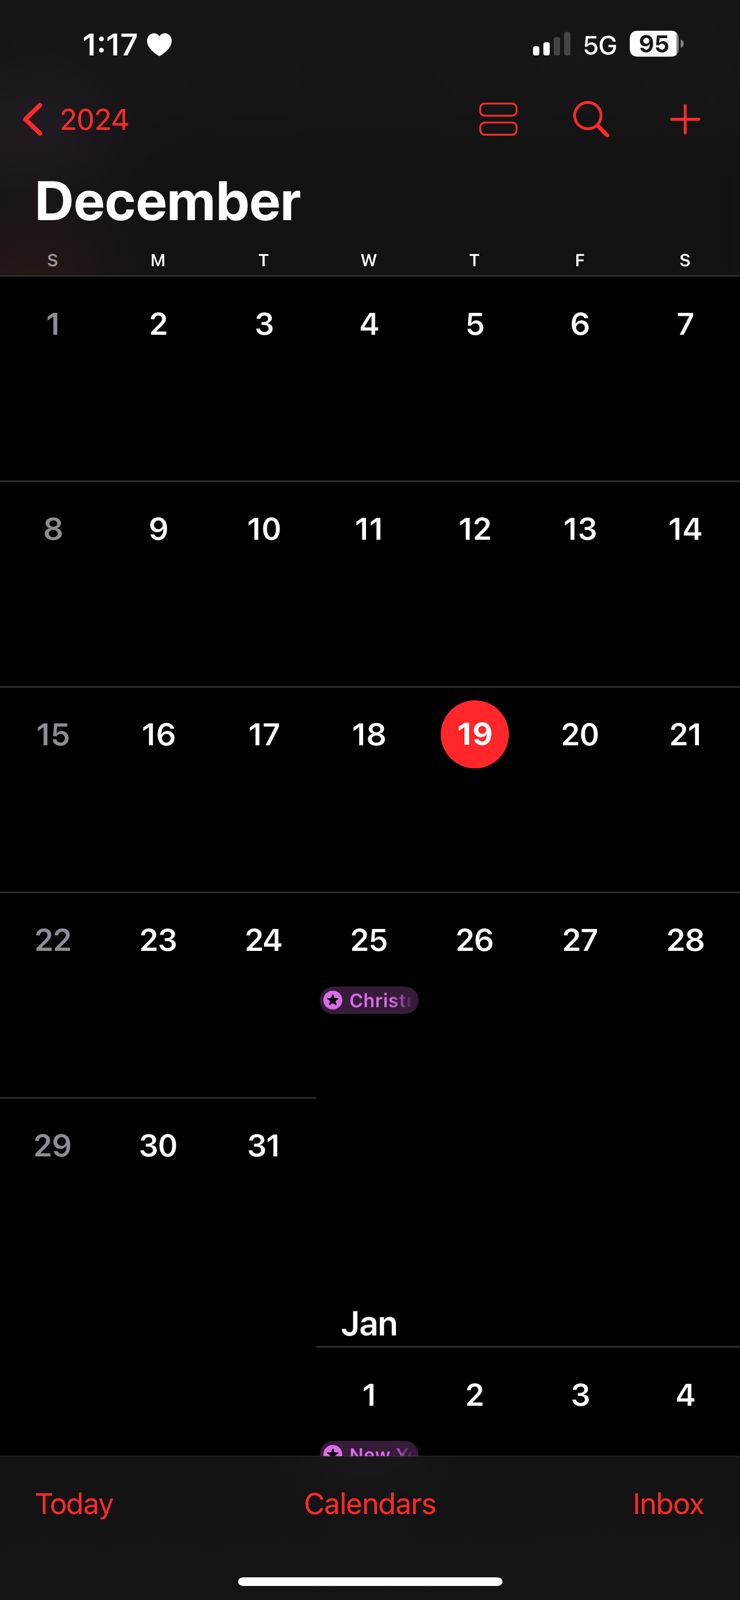 1:17 5G 95
2024
December
S M T W T F S
1 2 3 4 5 6 7
8 9 10 11 12 13 14
15 16 17 18 19 20 21
22 23 24 25 26 27 28
Christ
29 30 31
Jan
1 2 3 4
New Y
Today Calendars Inbox